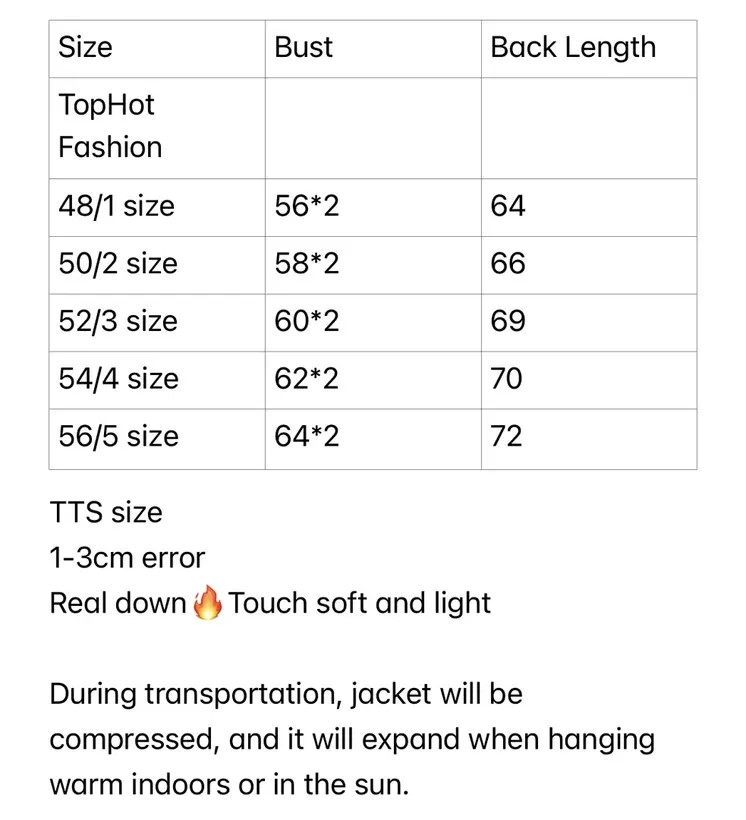 Size Bust Back Length
TopHot
Fashion
48/1 size 56*2 64
50/2 size 58*2 66
52/3 size 60*2 69
54/4 size 62*2 70
56/5 size 64*2 72
TTS size
1-3cm error
Real down🔥Touch soft and light
During transportation, jacket will be
compressed, and it will expand when hanging
warm indoors or in the sun.